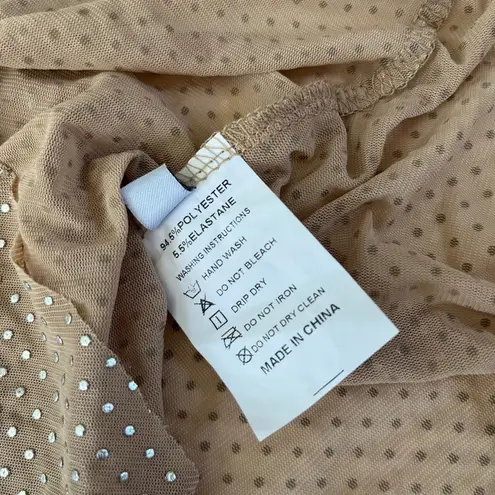 94.5%POLYESTER
5.5%ELASTANE
WASHING INSTRUCTIONS
HAND WASH
DO NOT BLEACH
DRIP DRY
DO NOT IRON
DO NOT DRY CLEAN
MADE IN CHINA